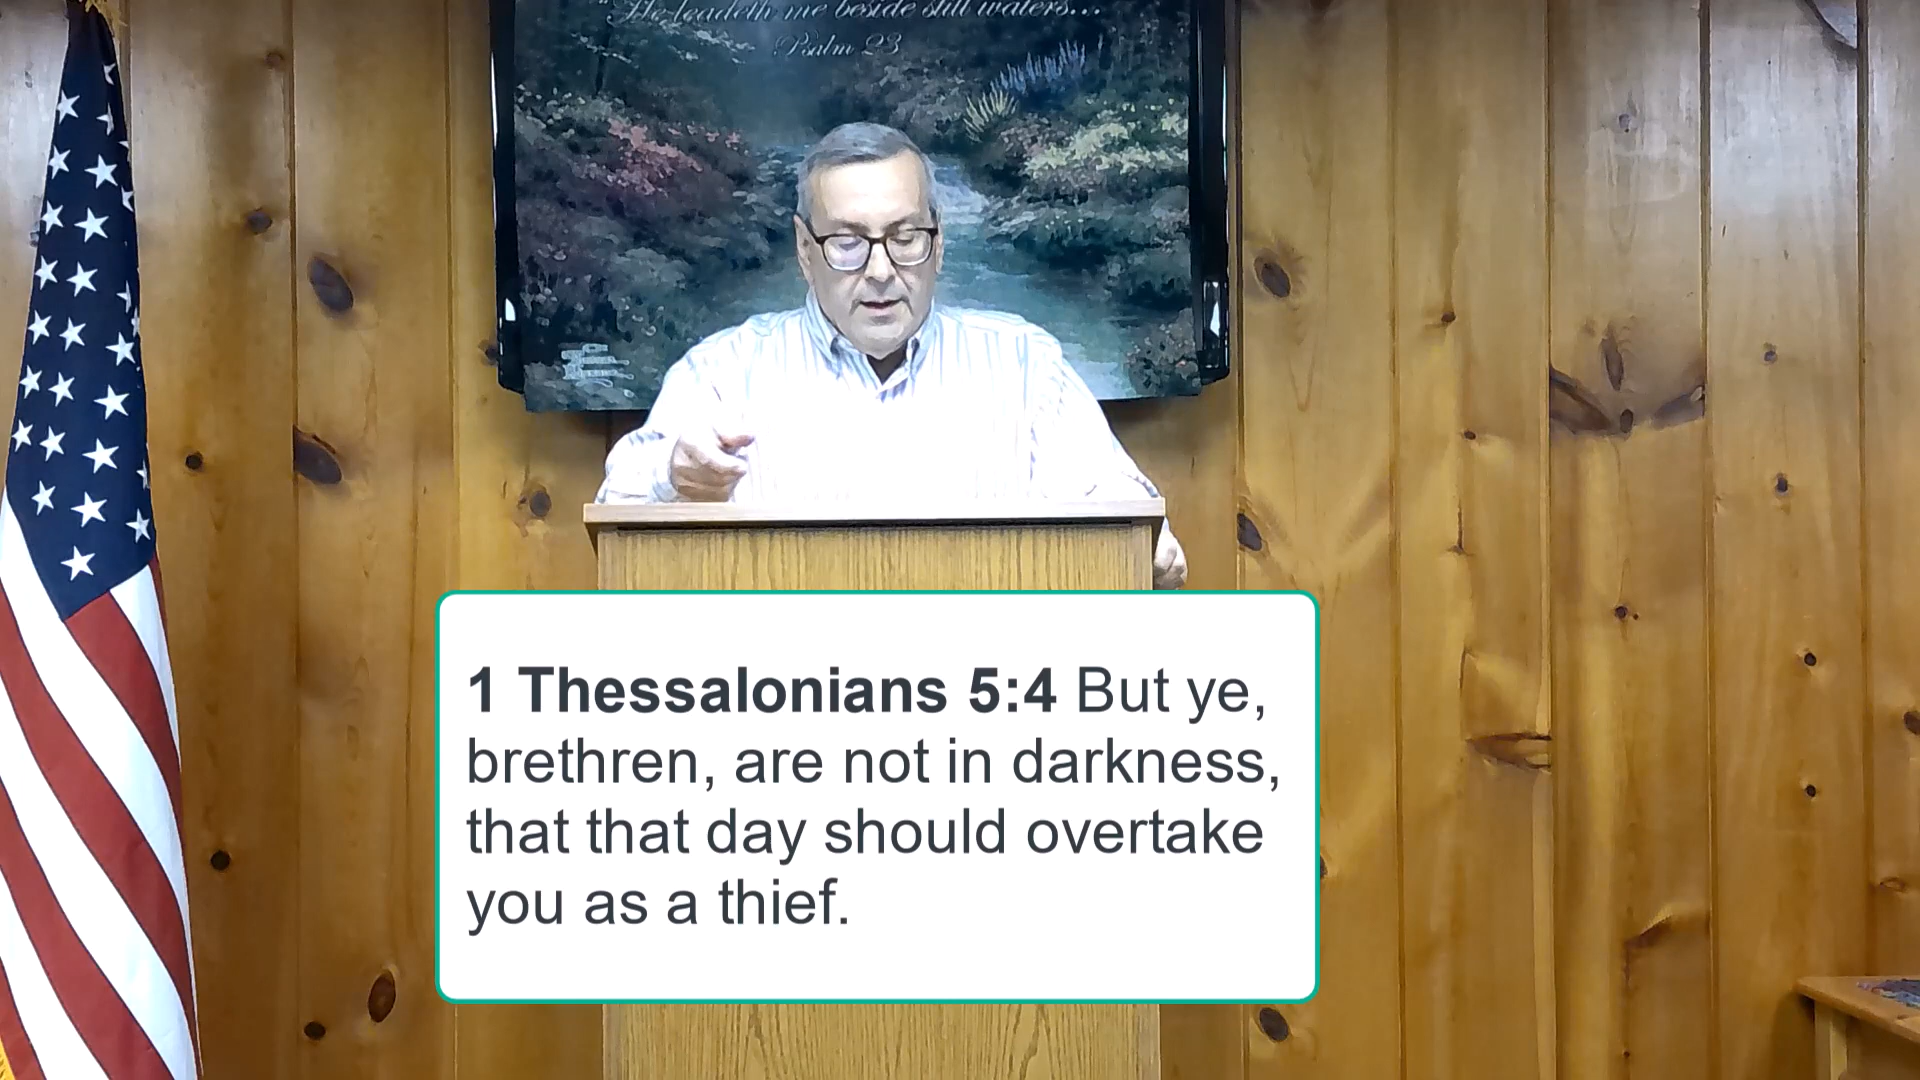 "He leadeth me beside still waters...
Psalm 23
1 Thessalonians 5:4 But ye,
brethren, are not in darkness,
that that day should overtake
you as a thief.